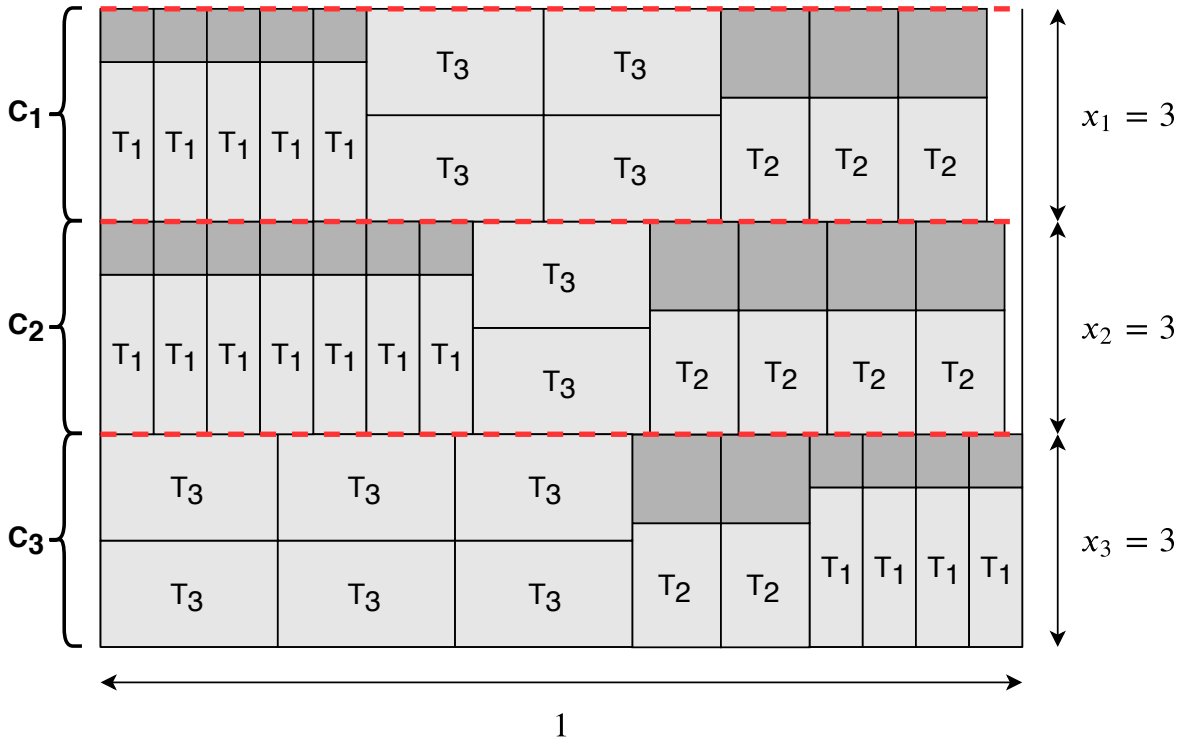 T₃ T₃
C₁ T₁ T₁ T₁ T₁ T₁ T₃ T₃ T₂ T₂ T₂ x₁ = 3
T₃
C₂ T₁ T₁ T₁ T₁ T₁ T₁ T₁ T₃ T₂ T₂ T₂ T₂ x₂ = 3
T₃ T₃ T₃
C₃ T₃ T₃ T₃ T₂ T₂ T₁ T₁ T₁ T₁ x₃ = 3
1